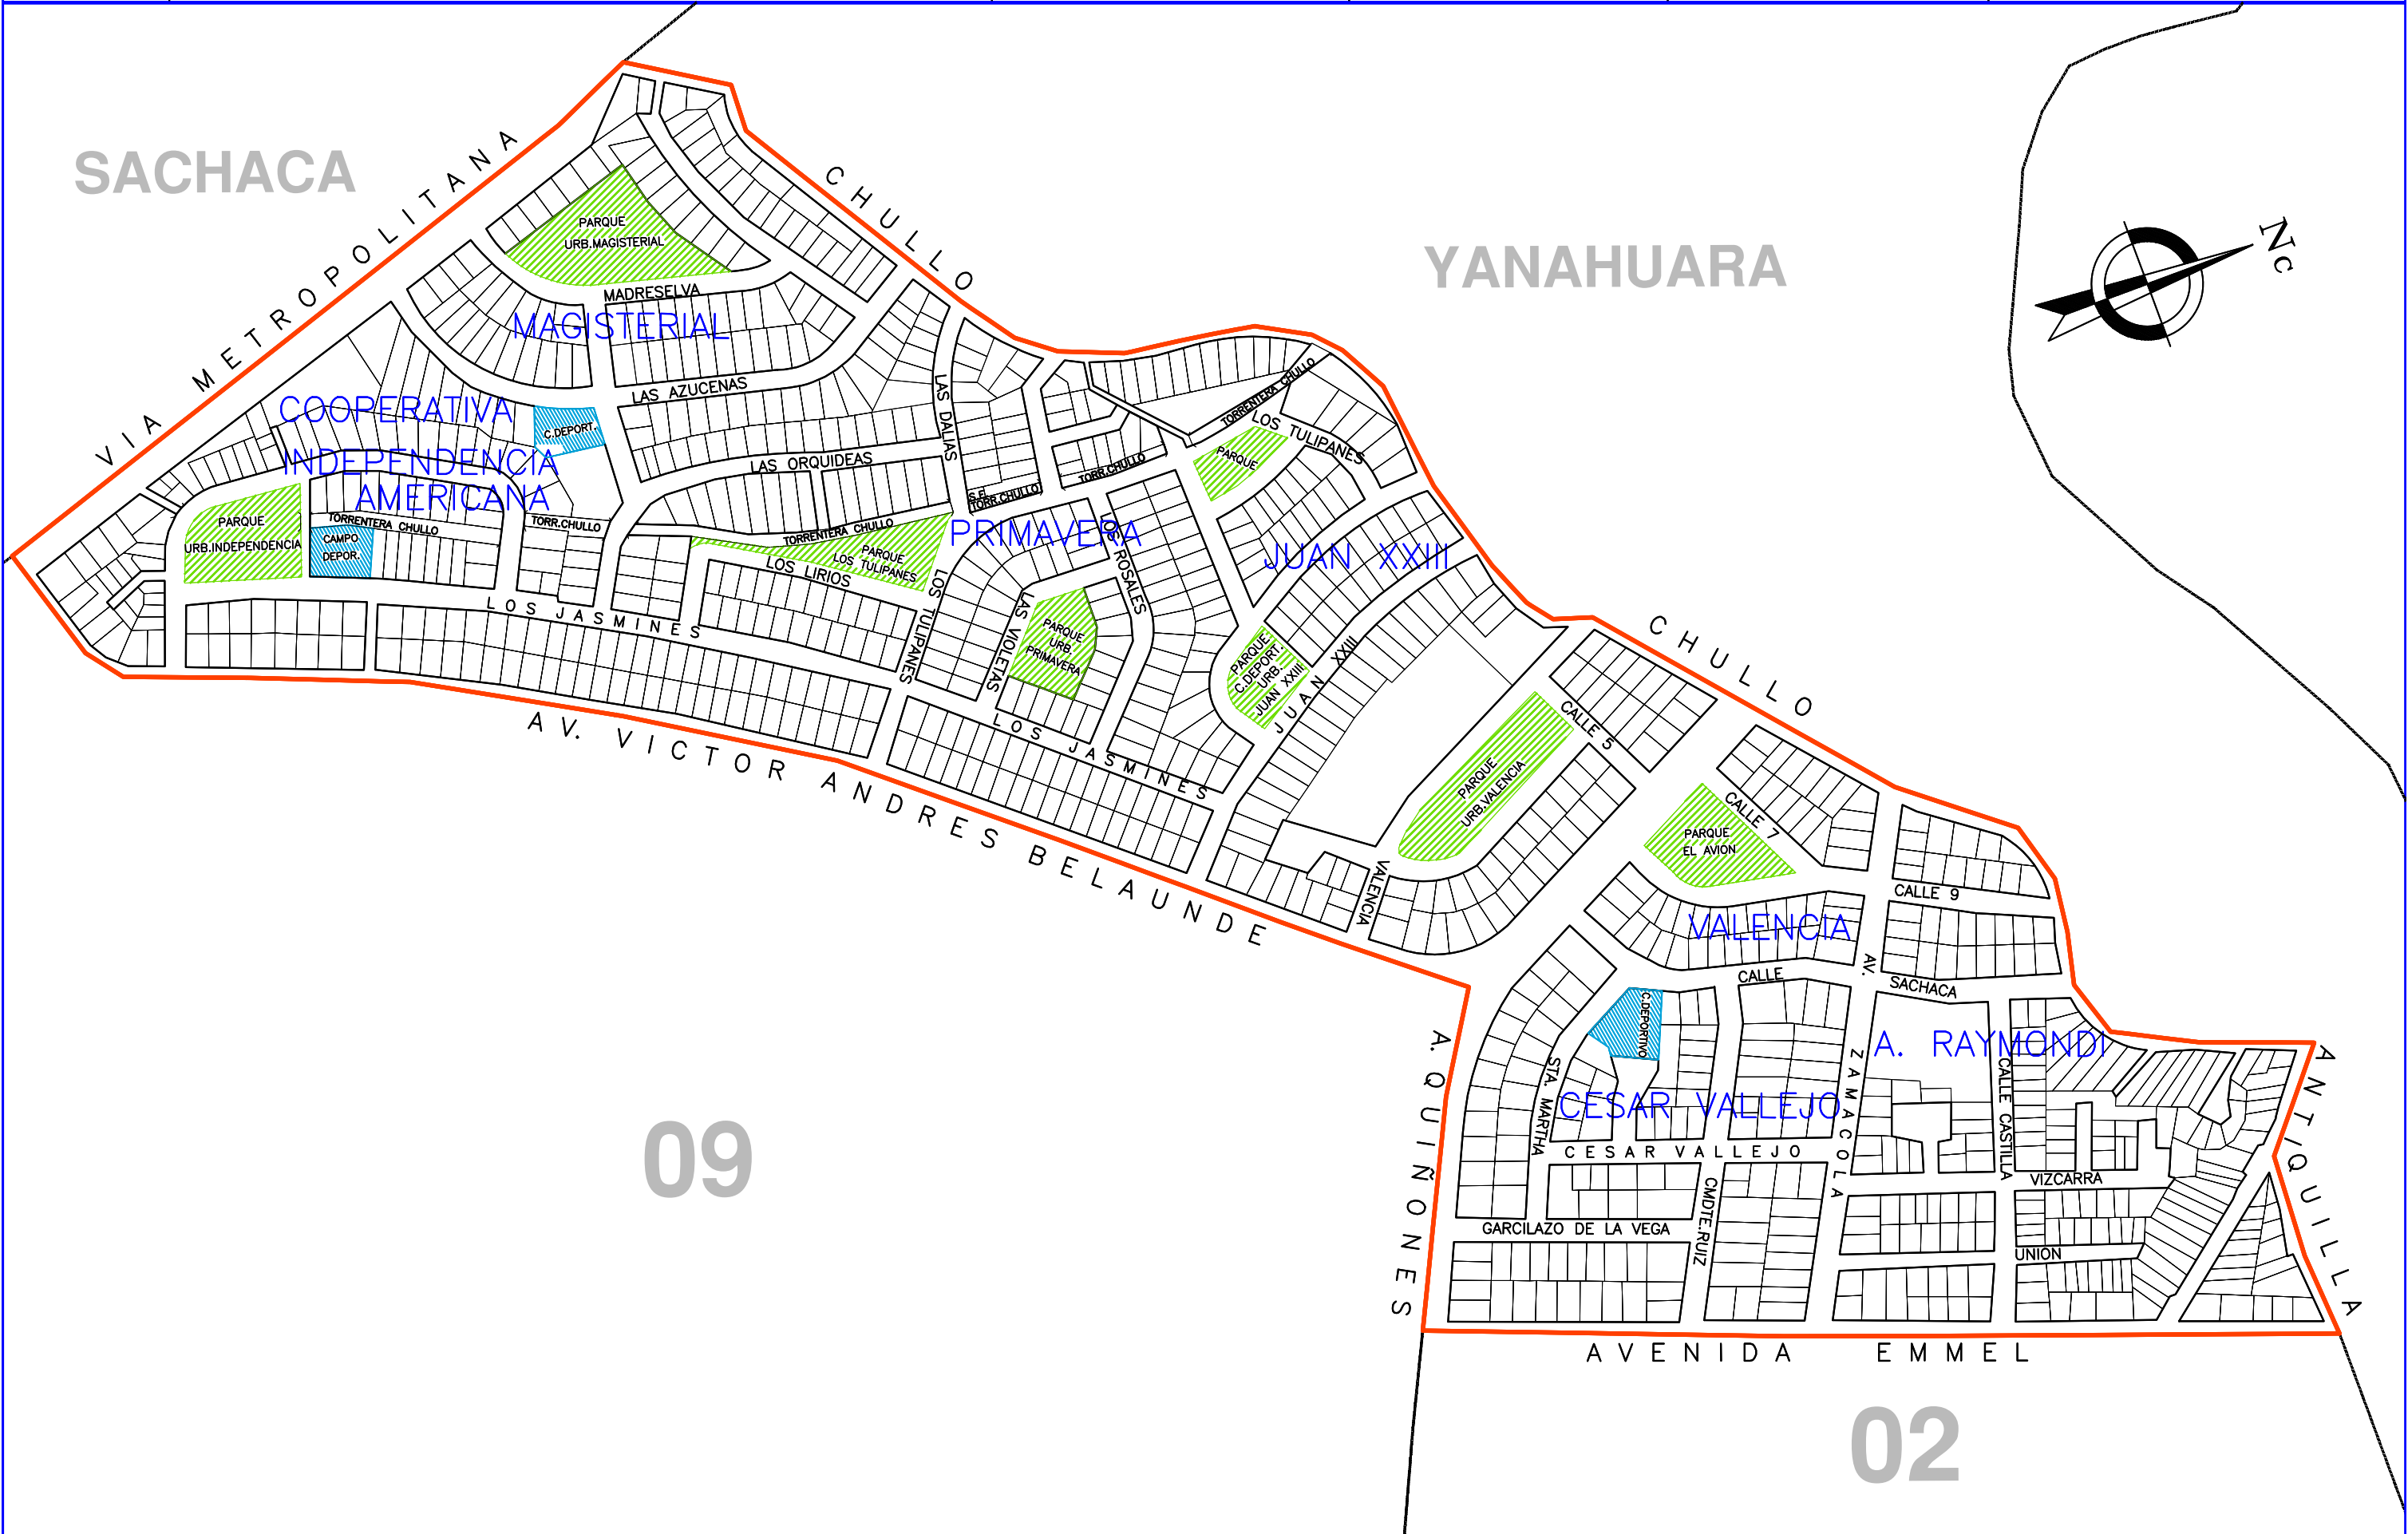 SACHACA
YANAHUARA
Nc
VIA METROPOLITANA
CHULLO
PARQUE
URB.MAGISTERIAL
MADRESELVA
MAGISTERIAL
LAS AZUCENAS
COOPERATIVA
INDEPENDENCIA
AMERICANA
C.DEPORT.
LAS DALIAS
LAS ORQUIDEAS
TORRENTERA CHULLO
LOS TULIPANES
PARQUE
TORR.CHULLO
S.E.
TORR.CHULLO
PARQUE
URB.INDEPENDENCIA
TORRENTERA CHULLO
CAMPO
DEPOR.
TORR.CHULLO
TORRENTERA CHULLO
PARQUE
LOS TULIPANES
LOS LIRIOS
PRIMAVERA
LOS ROSALES
JUAN XXIII
LOS JASMINES
LOS TULIPANES
LAS VIOLETAS
PARQUE
URB.
PRIMAVERA
PARQUE
C.DEPORT.
URB.
JUAN XXIII
JUAN XXIII
LOS JASMINES
CHULLO
CALLE 5
PARQUE
URB.VALENCIA
CALLE 7
PARQUE
EL AVION
VALENCIA
CALLE 9
AV. VICTOR ANDRES BELAUNDE
VALENCIA
CALLE SACHACA
AV. ZAMACOLA
C.DEPORTIVO
A. RAYMONDI
CALLE CASTILLA
STA. MARTHA
CESAR VALLEJO
CESAR VALLEJO
VIZCARRA
CMDTE.RUIZ
GARCILAZO DE LA VEGA
UNION
A. QUIÑONES
ANTIQUILLA
AVENIDA EMMEL
09
02